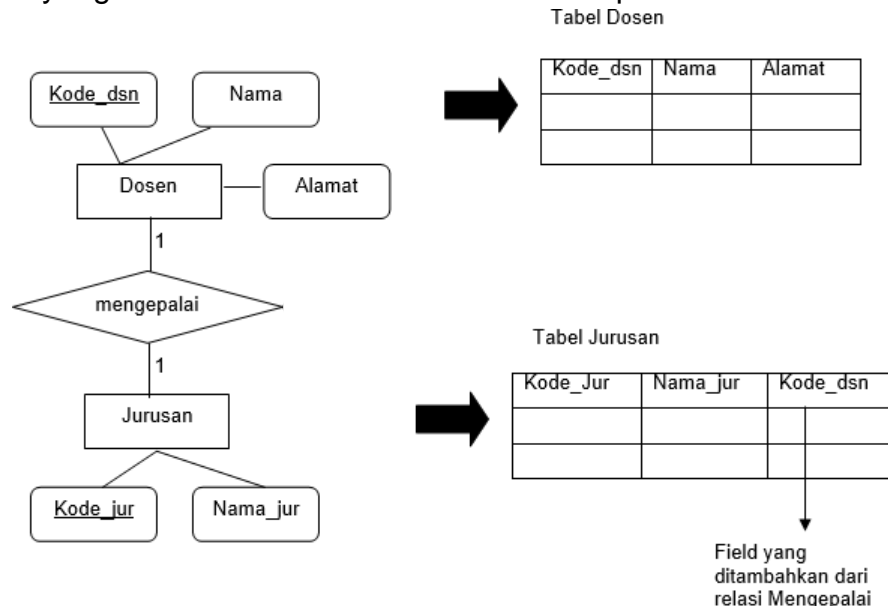 Tabel Dosen
Kode_dsn
Nama
Kode_dsn Nama Alamat
Dosen
Alamat
1
mengepalai
1
Jurusan
Kode_jur
Nama_jur
Tabel Jurusan
Kode_Jur Nama_jur Kode_dsn
Field yang
ditambahkan dari
relasi Mengepalai